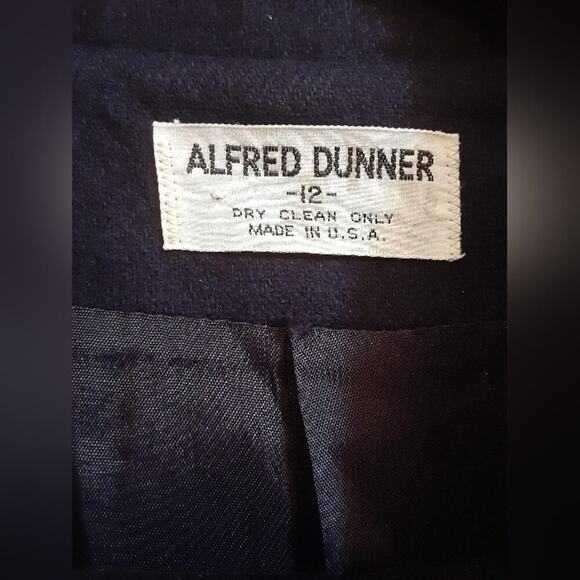 ALFRED DUNNER
-12-
DRY CLEAN ONLY
MADE IN U.S.A.